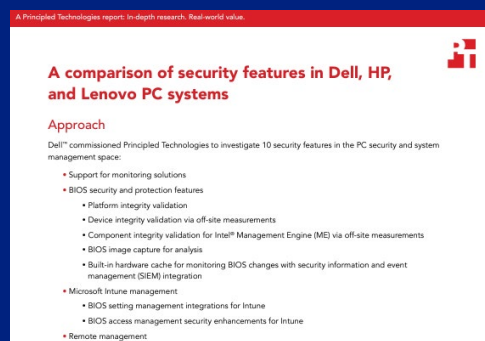 A Principled Technologies report: In-depth research. Real-world value.
A comparison of security features in Dell, HP,
and Lenovo PC systems
Approach
Dell™ commissioned Principled Technologies to investigate 10 security features in the PC security and system
management space:
• Support for monitoring solutions
• BIOS security and protection features
• Platform integrity validation
• Device integrity validation via off-site measurements
• Component integrity validation for Intel® Management Engine (ME) via off-site measurements
• BIOS image capture for analysis
• Built-in hardware cache for monitoring BIOS changes with security information and event
management (SIEM) integration
• Microsoft Intune management
• BIOS setting management integrations for Intune
• BIOS access management security enhancements for Intune
• Remote management